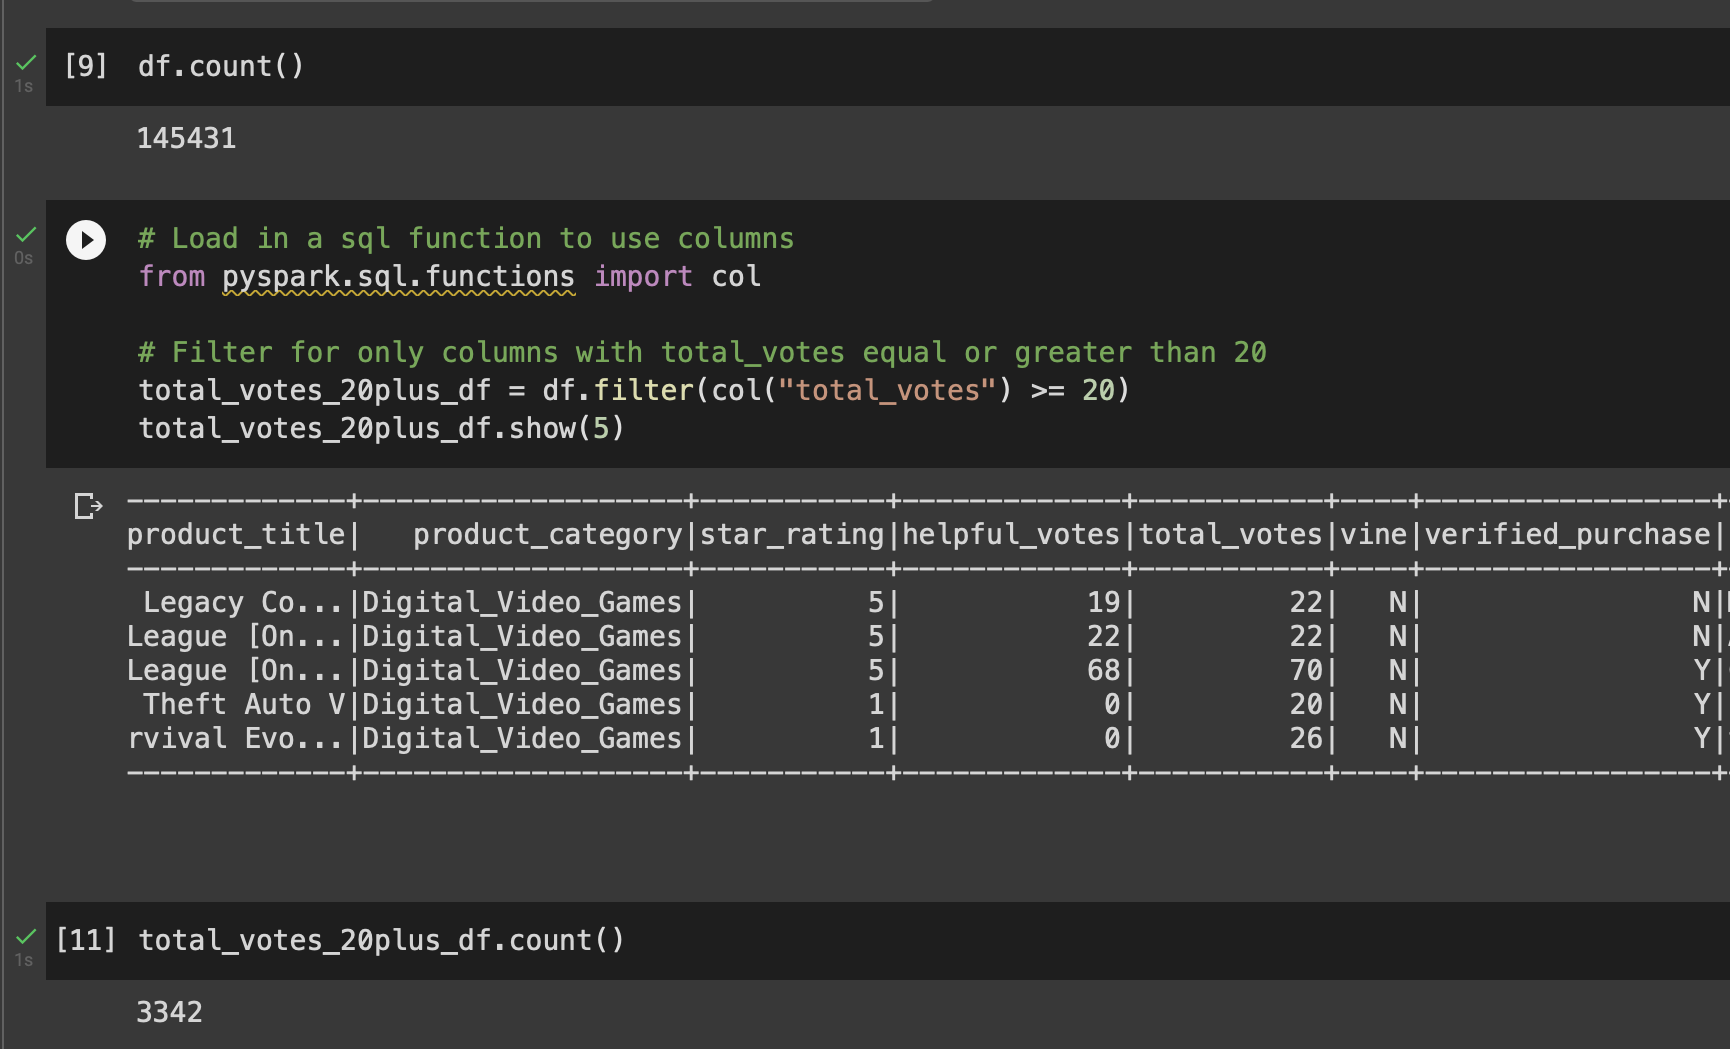 [9] df.count()
1s
145431
# Load in a sql function to use columns
0s
from pyspark.sql.functions import col
# Filter for only columns with total_votes equal or greater than 20
total_votes_20plus_df = df.filter(col("total_votes") >= 20)
total_votes_20plus_df.show(5)
-------------+-------------------+-----------+-------------+-----------+----+-----------------+
product_title|   product_category|star_rating|helpful_votes|total_votes|vine|verified_purchase|
-------------+-------------------+-----------+-------------+-----------+----+-----------------+
 Legacy Co...|Digital_Video_Games|          5|           19|         22|   N|                N|
League [On...|Digital_Video_Games|          5|           22|         22|   N|                N|
League [On...|Digital_Video_Games|          5|           68|         70|   N|                Y|
 Theft Auto V|Digital_Video_Games|          1|            0|         20|   N|                Y|
rvival Evo...|Digital_Video_Games|          1|            0|         26|   N|                Y|
-------------+-------------------+-----------+-------------+-----------+----+-----------------+
[11] total_votes_20plus_df.count()
1s
3342